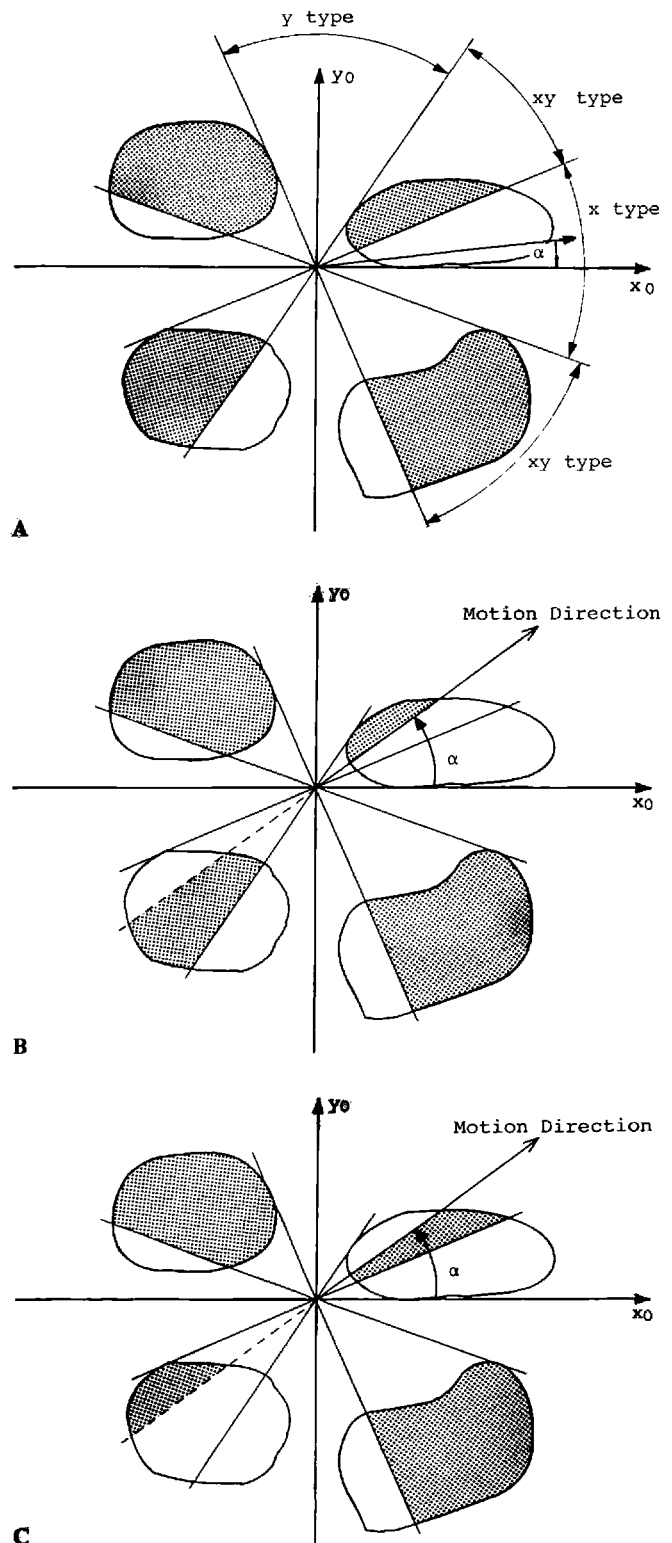 y type
y0
xy type
x type
α
x0
xy type
A
y0
Motion Direction
α
x0
B
y0
Motion Direction
α
x0
C